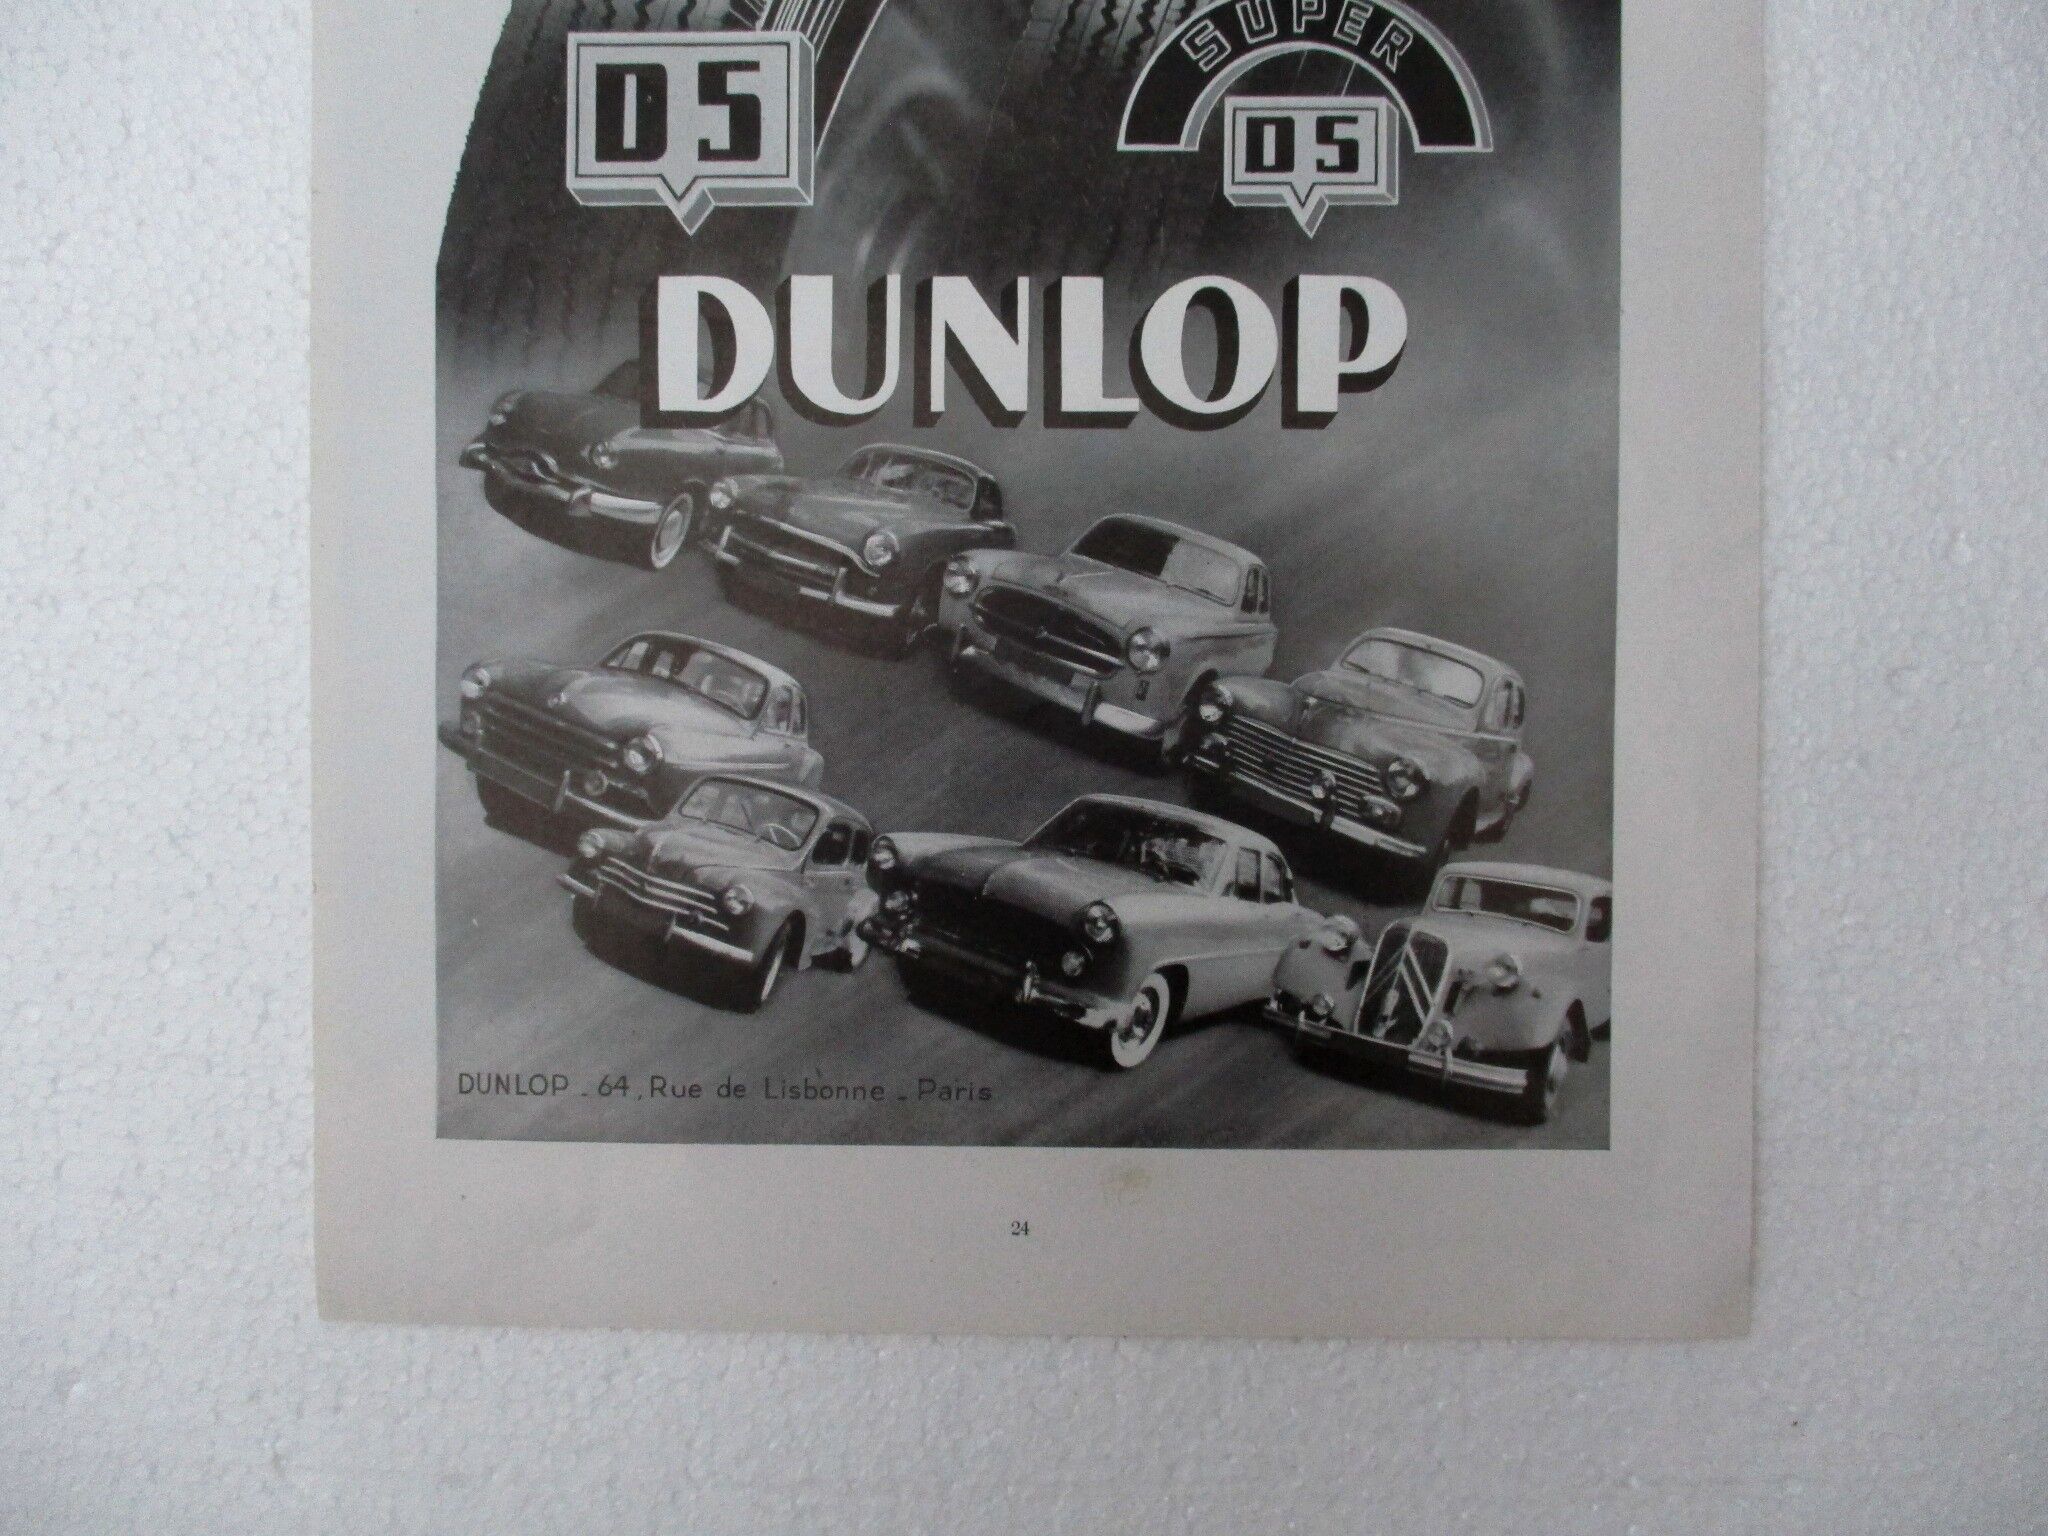 SUPER
D5
D5
DUNLOP
DUNLOP - 64, Rue de Lisbonne - Paris
24